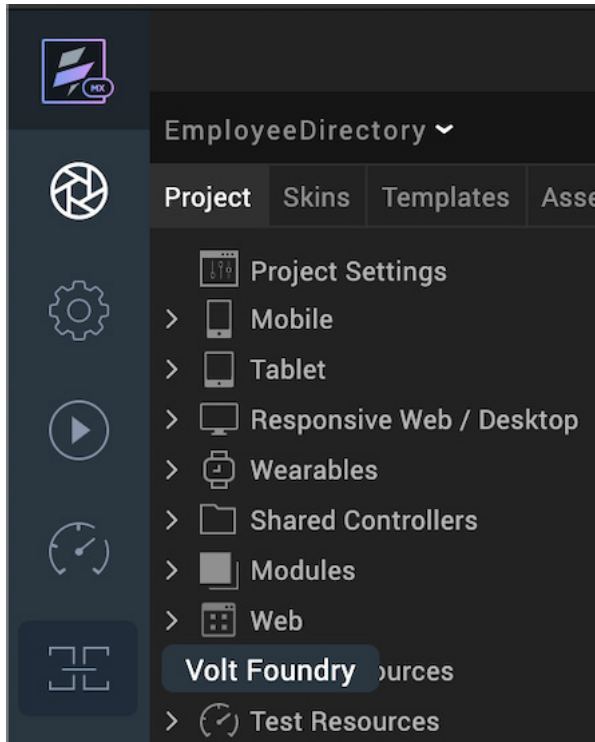 MX
EmployeeDirectory
Project Skins Templates Asse
Project Settings
Mobile
Tablet
Responsive Web / Desktop
Wearables
Shared Controllers
Modules
Web
Volt Foundry ources
Test Resources